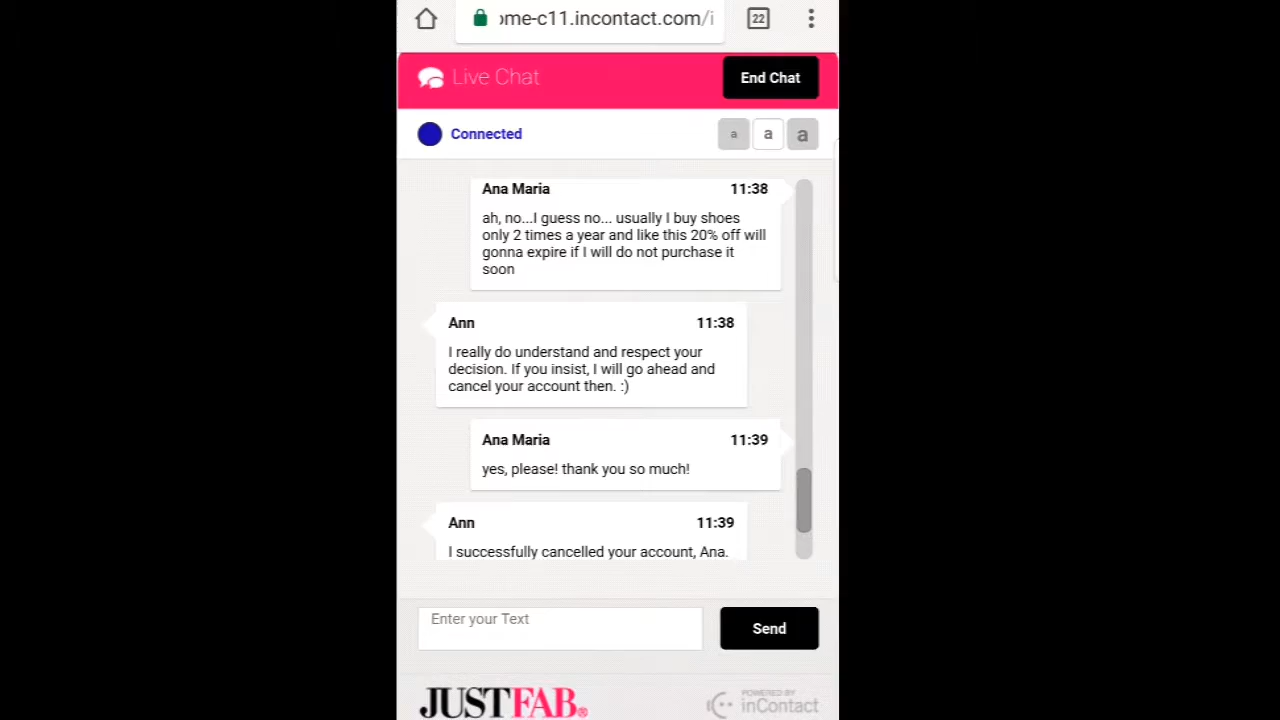 ome-c11.incontact.com/i
22
Live Chat
End Chat
Connected
a a a
Ana Maria 11:38
ah, no...I guess no... usually I buy shoes
only 2 times a year and like this 20% off will
gonna expire if I will do not purchase it
soon
Ann 11:38
I really do understand and respect your
decision. If you insist, I will go ahead and
cancel your account then. :)
Ana Maria 11:39
yes, please! thank you so much!
Ann 11:39
I successfully cancelled your account, Ana.
Enter your Text
Send
JUSTFAB®
POWERED BY
inContact